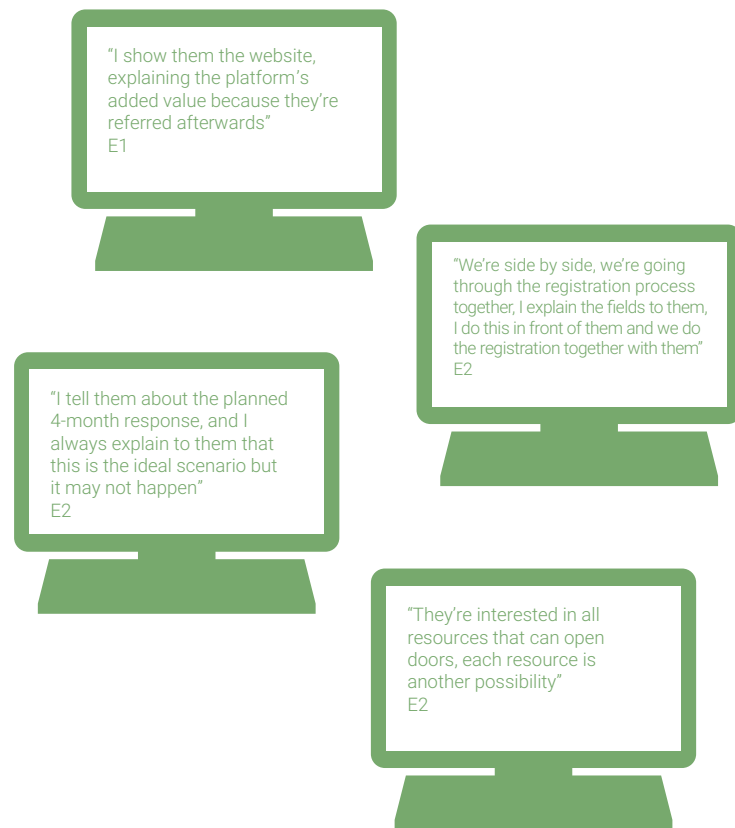 “I show them the website,
explaining the platform’s
added value because they’re
referred afterwards”
E1
“We’re side by side, we’re going
through the registration process
together, I explain the fields to them,
I do this in front of them and we do
the registration together with them”
E2
“I tell them about the planned
4-month response, and I
always explain to them that
this is the ideal scenario but
it may not happen”
E2
“They’re interested in all
resources that can open
doors, each resource is
another possibility”
E2